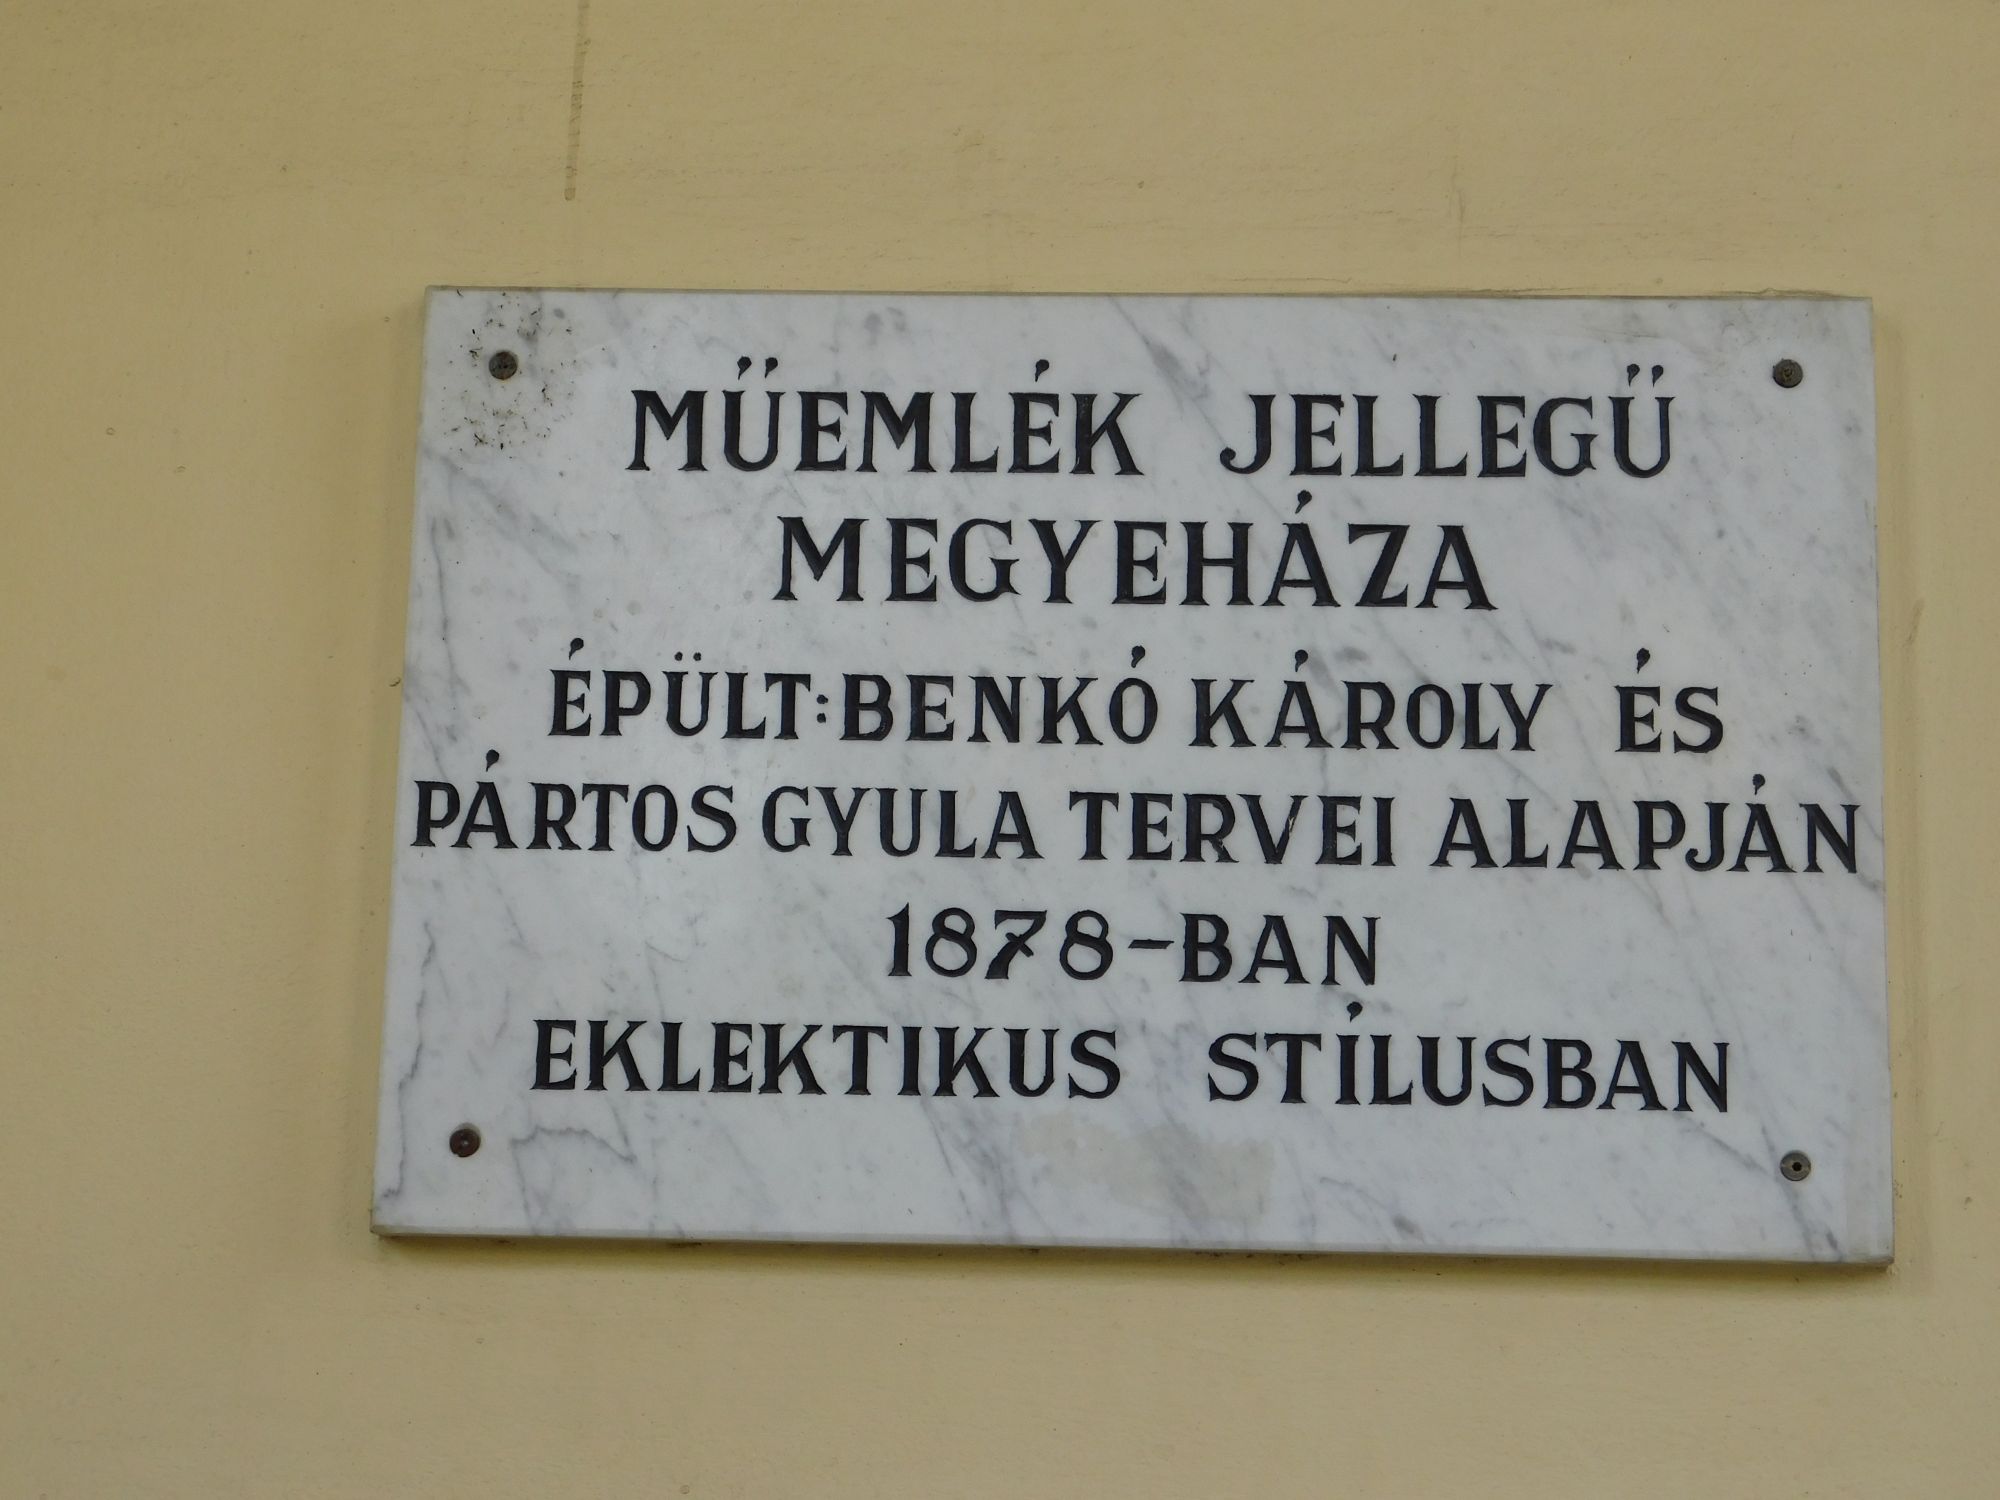 MŰEMLÉK JELLEGŰ
MEGYEHÁZA
ÉPÜLT:BENKÓ KÁROLY ÉS
PÁRTOS GYULA TERVEI ALAPJÁN
1878-BAN
EKLEKTIKUS STÍLUSBAN